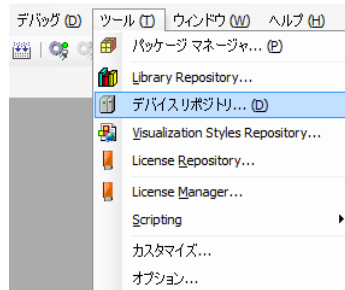 デバッグ (D) ツール (T) ウィンドウ (W) ヘルプ (H)
パッケージ マネージャ... (P)
Library Repository...
デバイスリポジトリ... (D)
Visualization Styles Repository...
License Repository...
License Manager...
Scripting
カスタマイズ...
オプション...